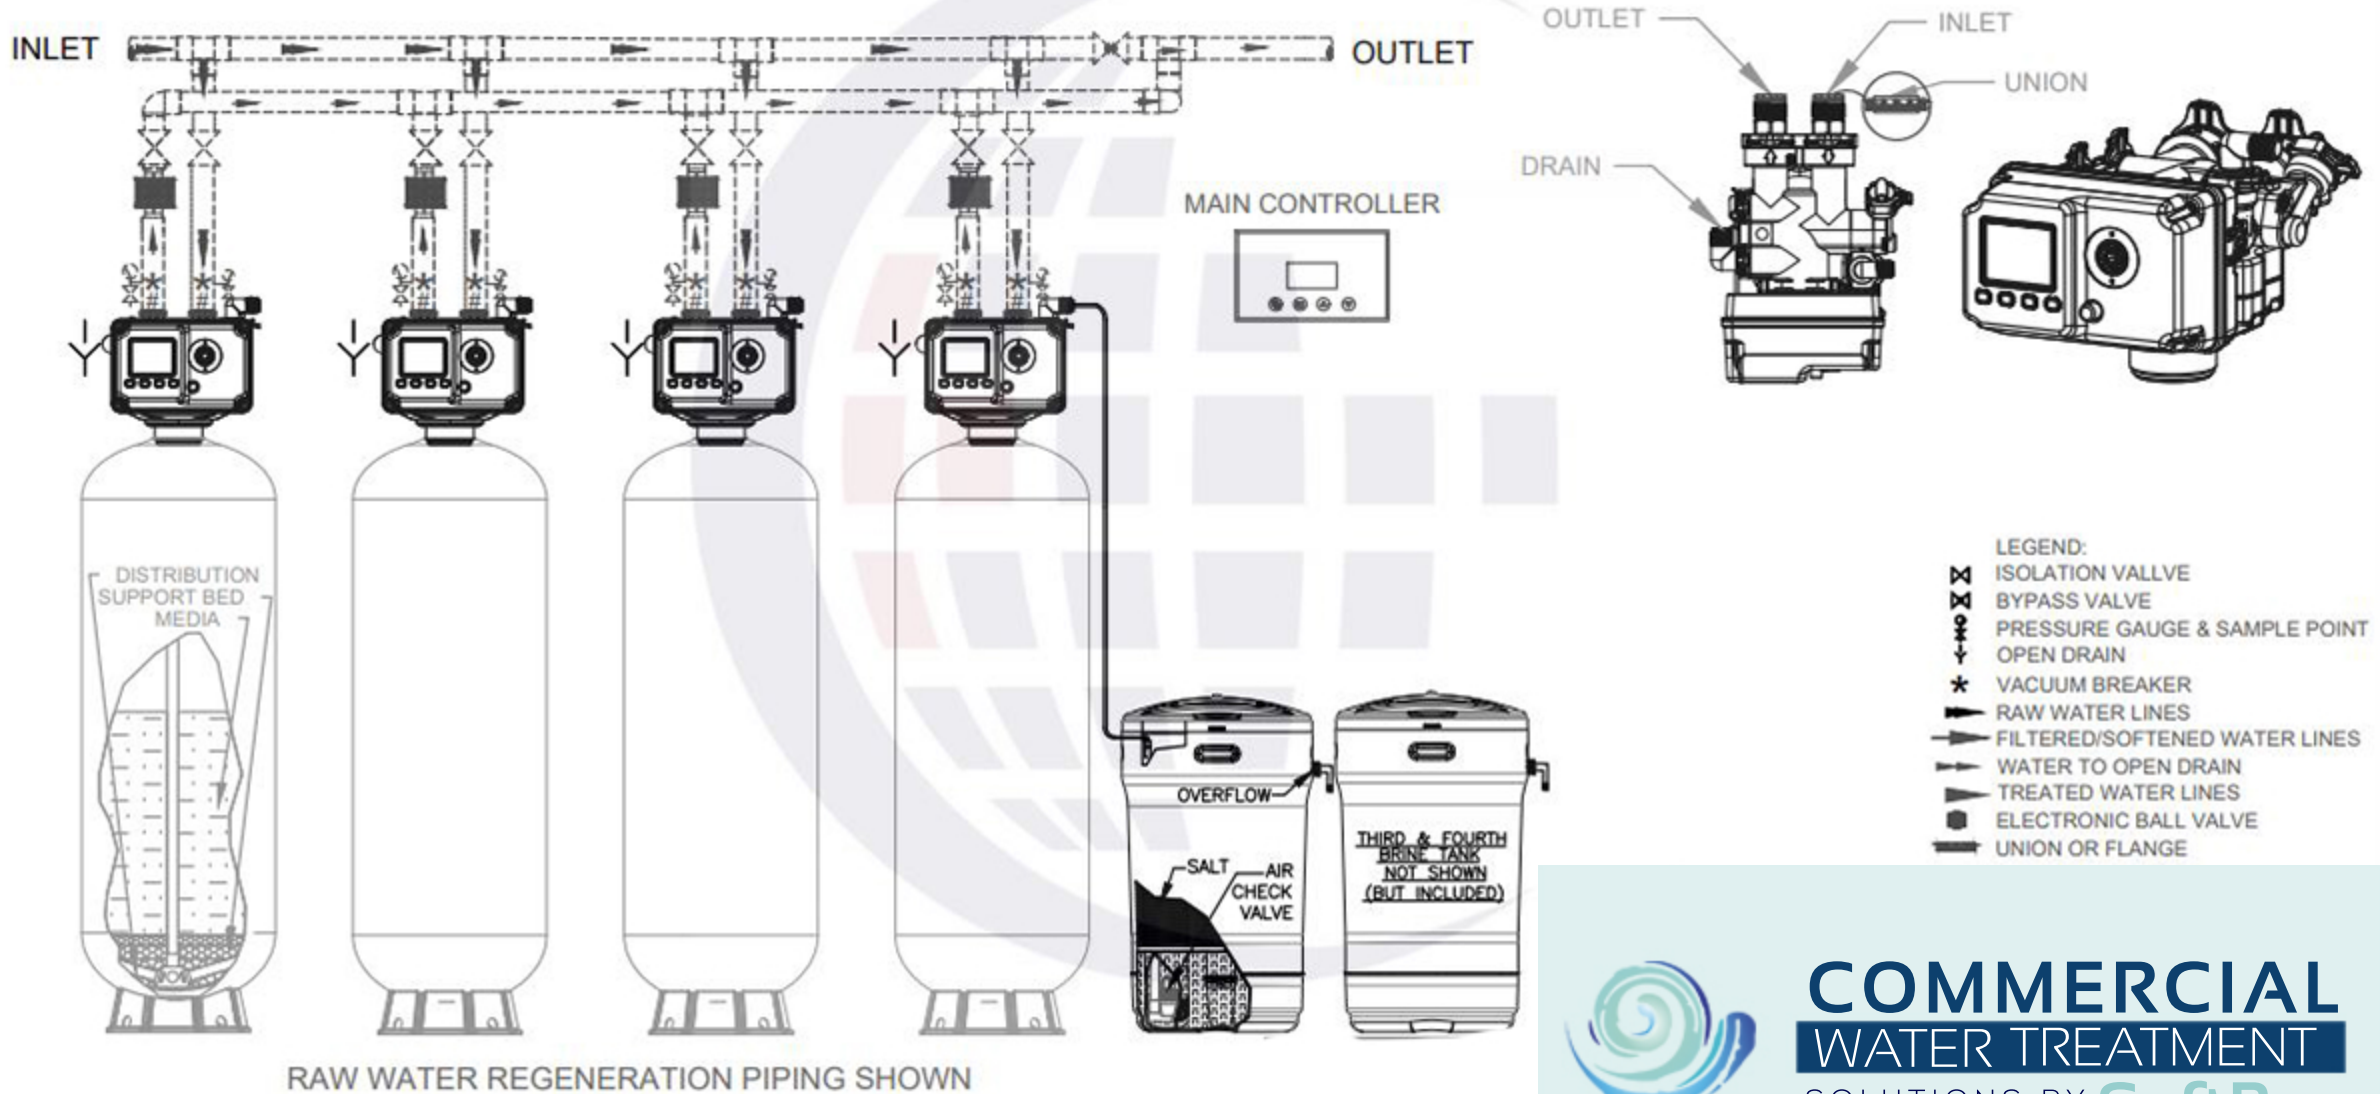 INLET
OUTLET
OUTLET
INLET
UNION
DRAIN
MAIN CONTROLLER
DISTRIBUTION
SUPPORT BED
MEDIA
LEGEND:
ISOLATION VALLVE
BYPASS VALVE
PRESSURE GAUGE & SAMPLE POINT
OPEN DRAIN
VACUUM BREAKER
RAW WATER LINES
FILTERED/SOFTENED WATER LINES
WATER TO OPEN DRAIN
TREATED WATER LINES
ELECTRONIC BALL VALVE
UNION OR FLANGE
OVERFLOW
SALT
AIR
CHECK
VALVE
THIRD & FOURTH
BRINE TANK
NOT SHOWN
(BUT INCLUDED)
RAW WATER REGENERATION PIPING SHOWN
COMMERCIAL
WATER TREATMENT
SOLUTIONS BY